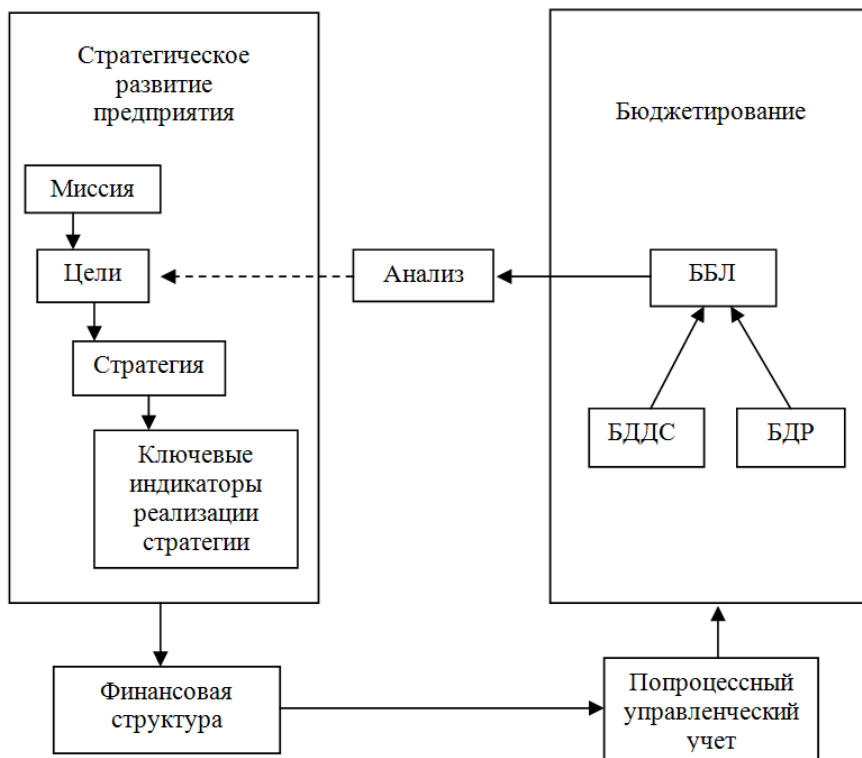 Стратегическое
развитие
предприятия
Миссия
Цели
Стратегия
Ключевые
индикаторы
реализации
стратегии
Анализ
Бюджетирование
ББЛ
БДДС
БДР
Финансовая
структура
Попроцессный
управленческий
учет